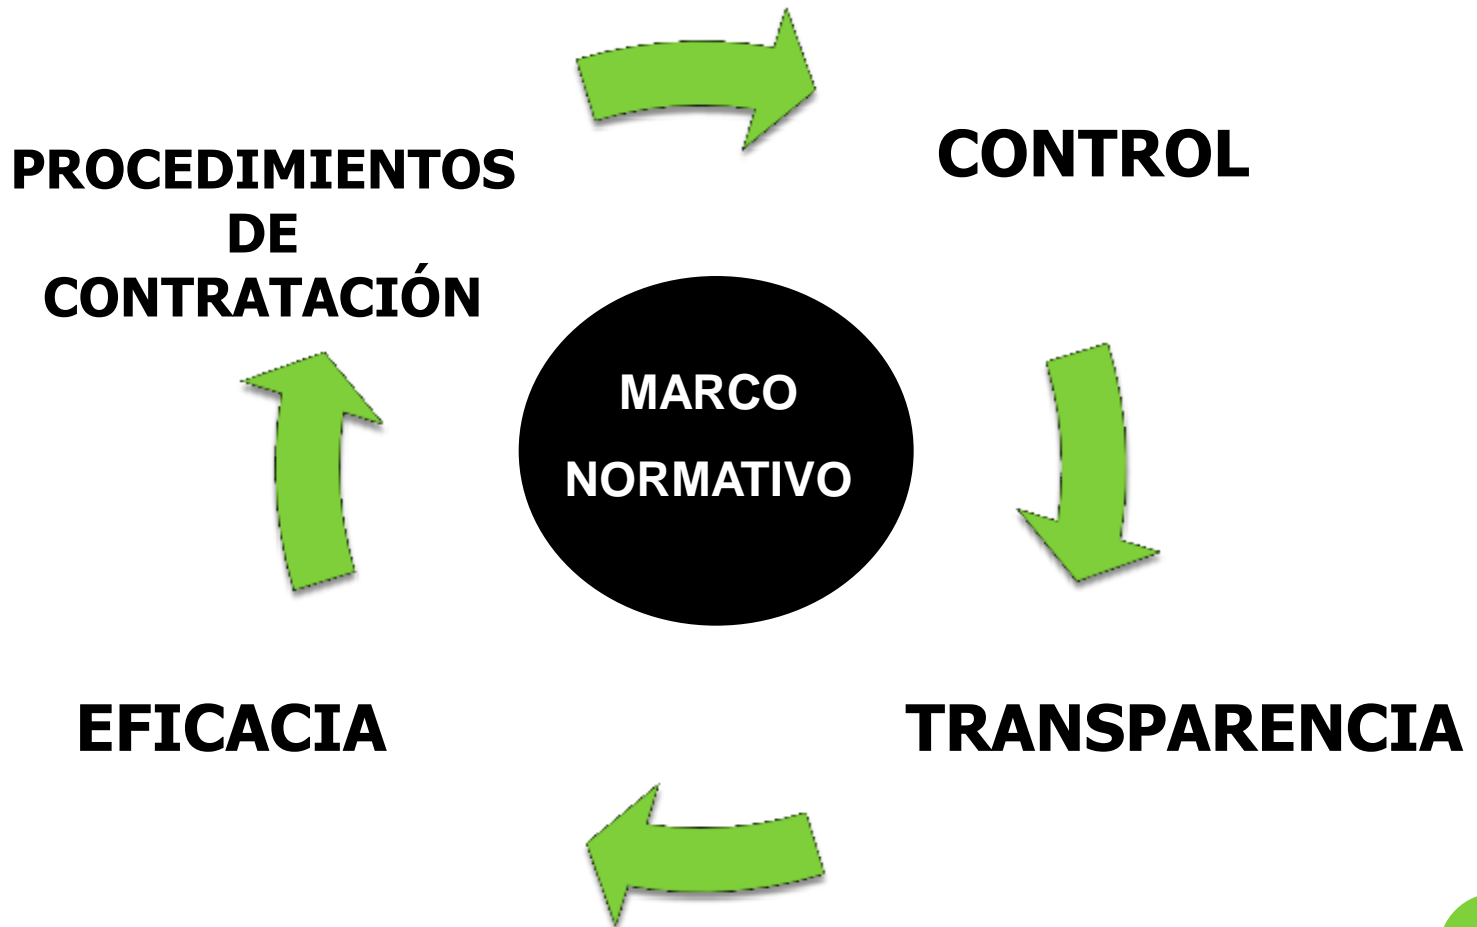 PROCEDIMIENTOS
DE
CONTRATACIÓN
CONTROL
MARCO
NORMATIVO
EFICACIA
TRANSPARENCIA